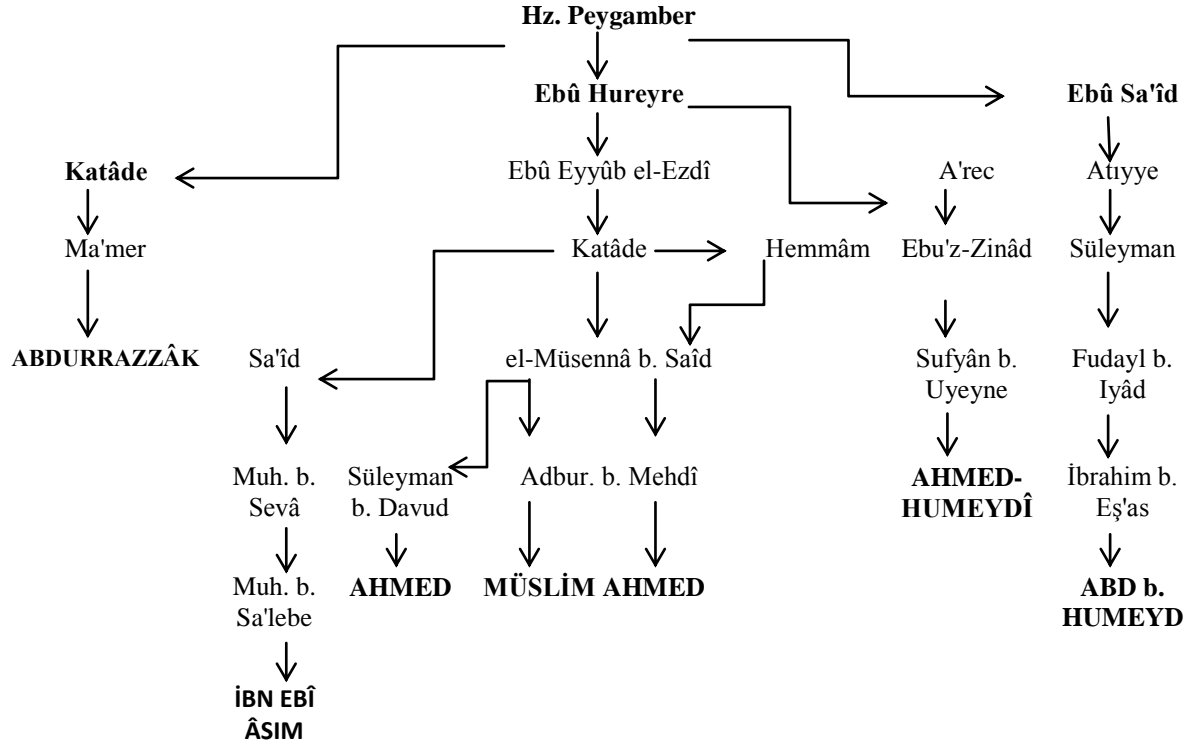 Hz. Peygamber
Ebû Hureyre
Ebû Sa'îd
Katâde
Ebû Eyyûb el-Ezdî
A'rec
Atıyye
Ma'mer
Katâde
Hemmâm
Ebu'z-Zinâd
Süleyman
ABDURRAZZÂK
Sa'îd
el-Müsennâ b. Saîd
Sufyân b.
Uyeyne
Fudayl b.
Iyâd
Muh. b.
Sevâ
Süleyman
b. Davud
Adbur. b. Mehdî
AHMED-
HUMEYDÎ
İbrahim b.
Eş'as
Muh. b.
Sa'lebe
AHMED
MÜSLİM AHMED
ABD b.
HUMEYD
İBN EBÎ
ÂSIM